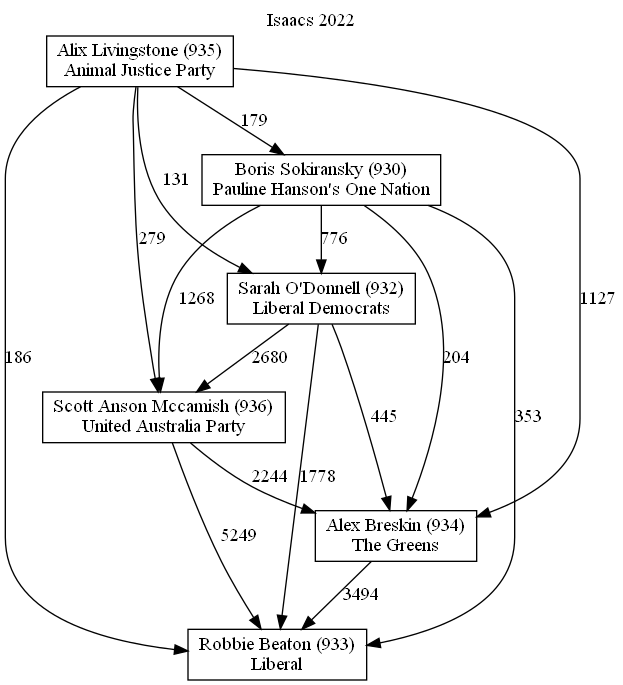 Isaacs 2022
Alix Livingstone (935)
Animal Justice Party
179
131
Boris Sokiransky (930)
Pauline Hanson's One Nation
279
776
1268
1127
Sarah O'Donnell (932)
Liberal Democrats
186
2680
204
Scott Anson Mccamish (936)
United Australia Party
445
353
2244
1778
Alex Breskin (934)
The Greens
5249
3494
Robbie Beaton (933)
Liberal